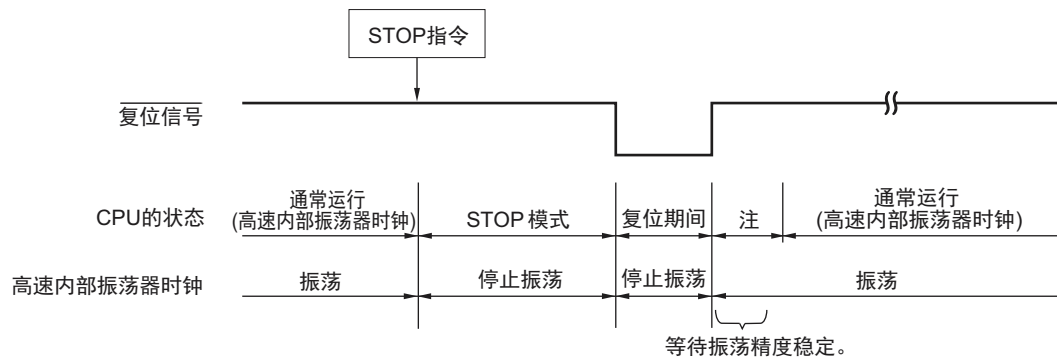 STOP指令
复位信号
CPU的状态
通常运行
(高速内部振荡器时钟)
STOP 模式
复位期间
注
通常运行
(高速内部振荡器时钟)
高速内部振荡器时钟
振荡
停止振荡
停止振荡
振荡
等待振荡精度稳定。